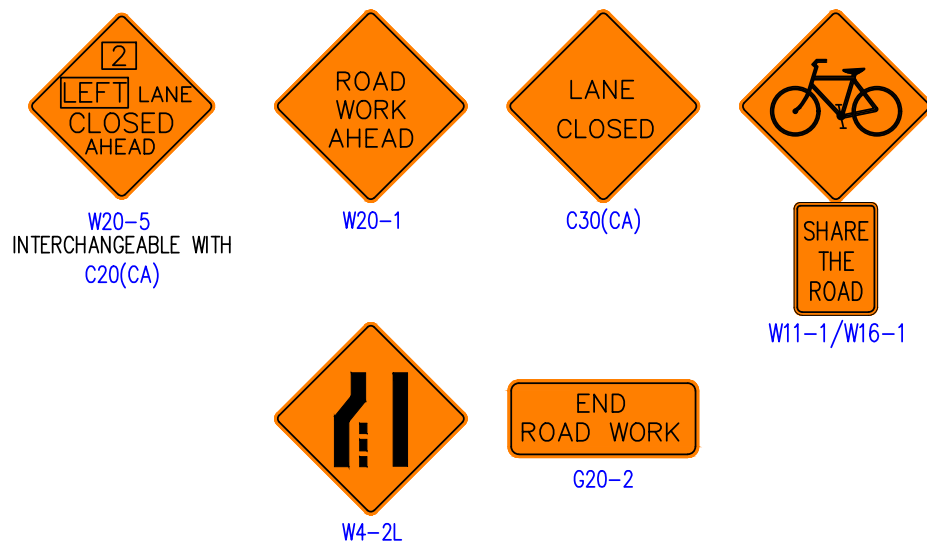 2
LEFT LANE
CLOSED
AHEAD
W20-5
INTERCHANGEABLE WITH
C20(CA)
ROAD
WORK
AHEAD
W20-1
LANE
CLOSED
C30(CA)
SHARE
THE
ROAD
W11-1/W16-1
W4-2L
END
ROAD WORK
G20-2